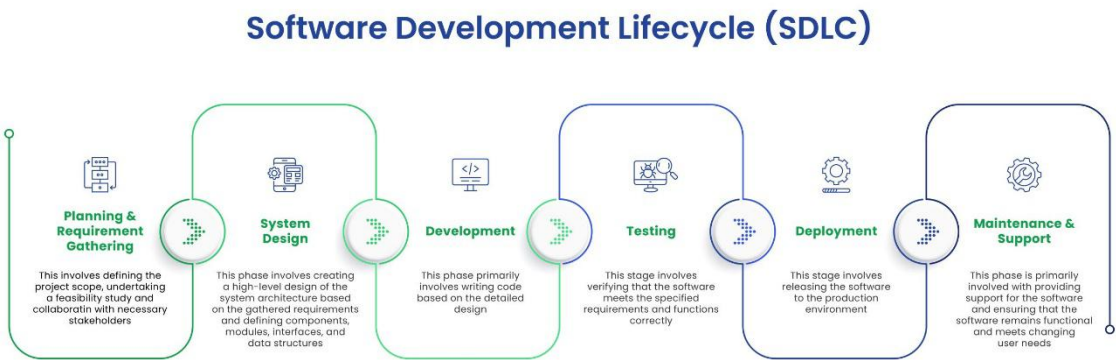 Software Development Lifecycle (SDLC)
Planning &
Requirement
Gathering
This involves defining the
project scope, undertaking
a feasibility study and
collaboratin with necessary
stakeholders
System
Design
This phase involves creating
a high-level design of the
system architecture based
on the gathered requirements
and defining components,
modules, interfaces, and
data structures
</>
Development
This phase primarily
involves writing code
based on the detailed
design
Testing
This stage involves
verifying that the software
meets the specified
requirements and functions
correctly
Deployment
This stage involves
releasing the software
to the production
environment
Maintenance &
Support
This phase is primarily
involved with providing
support for the software
and ensuring that the
software remains functional
and meets changing
user needs